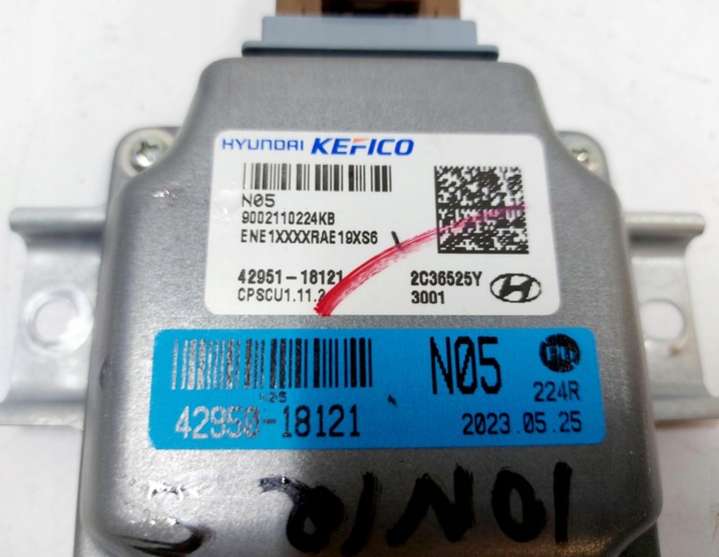 HYUNDAI KEFICO
N05
9002110224KB
ENE1XXXXRAE19XS6
42951-18121 2C36525Y
CPSCU1.11.2 3001
N05
224R
42950-18121 2023.05.25
IONIQ